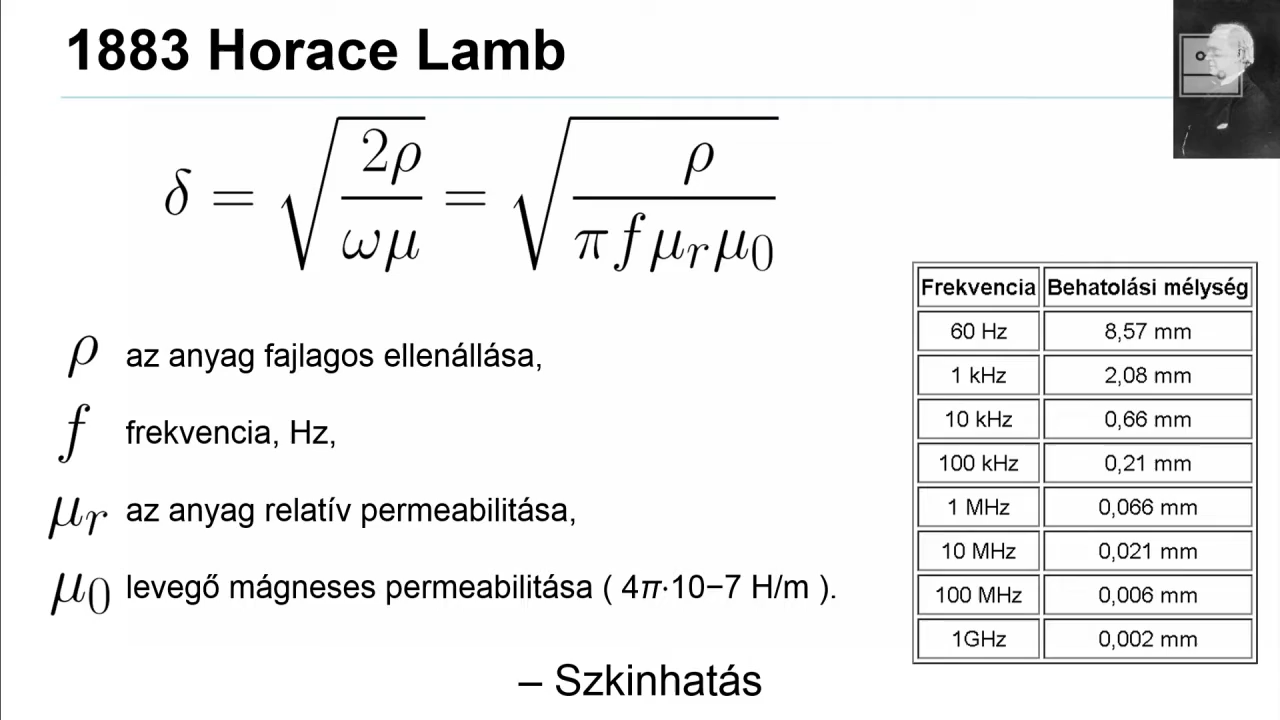 1883 Horace Lamb
δ = √(2ρ / ωμ) = √(ρ / πfμᵣμ₀)
ρ az anyag fajlagos ellenállása,
f frekvencia, Hz,
μᵣ az anyag relatív permeabilitása,
μ₀ levegő mágneses permeabilitása ( 4π·10−7 H/m ).
Frekvencia Behatolási mélység
60 Hz 8,57 mm
1 kHz 2,08 mm
10 kHz 0,66 mm
100 kHz 0,21 mm
1 MHz 0,066 mm
10 MHz 0,021 mm
100 MHz 0,006 mm
1GHz 0,002 mm
– Szkinhatás